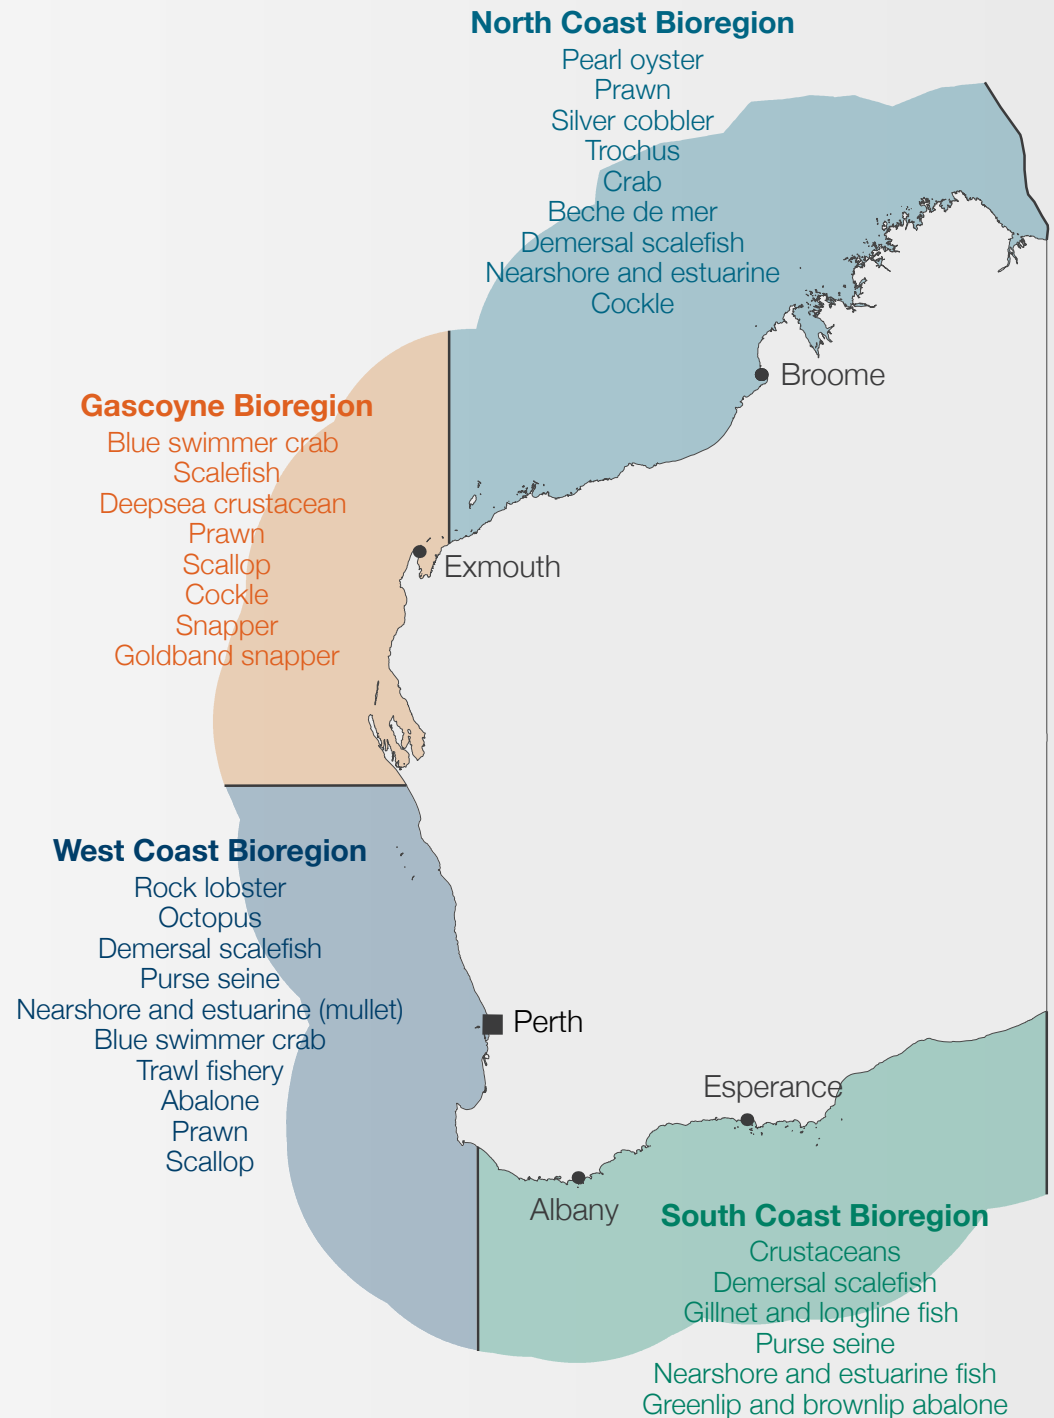 North Coast Bioregion
Pearl oyster
Prawn
Silver cobbler
Trochus
Crab
Beche de mer
Demersal scalefish
Nearshore and estuarine
Cockle
Broome
Gascoyne Bioregion
Blue swimmer crab
Scalefish
Deepsea crustacean
Prawn
Scallop
Cockle
Snapper
Goldband snapper
Exmouth
West Coast Bioregion
Rock lobster
Octopus
Demersal scalefish
Purse seine
Nearshore and estuarine (mullet)
Blue swimmer crab
Trawl fishery
Abalone
Prawn
Scallop
Perth
Esperance
Albany
South Coast Bioregion
Crustaceans
Demersal scalefish
Gillnet and longline fish
Purse seine
Nearshore and estuarine fish
Greenlip and brownlip abalone